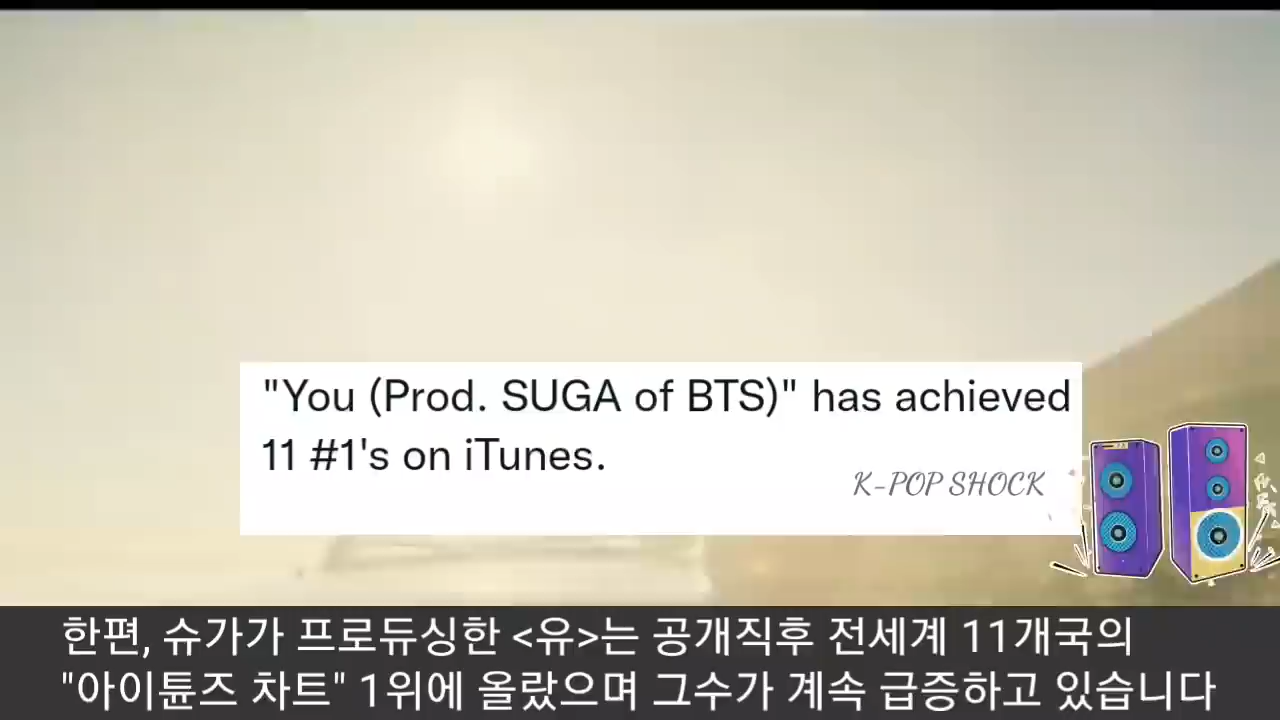 "You (Prod. SUGA of BTS)" has achieved
11 #1's on iTunes.
K-POP SHOCK
한편, 슈가가 프로듀싱한 <유>는 공개직후 전세계 11개국의
"아이튠즈 차트" 1위에 올랐으며 그수가 계속 급증하고 있습니다